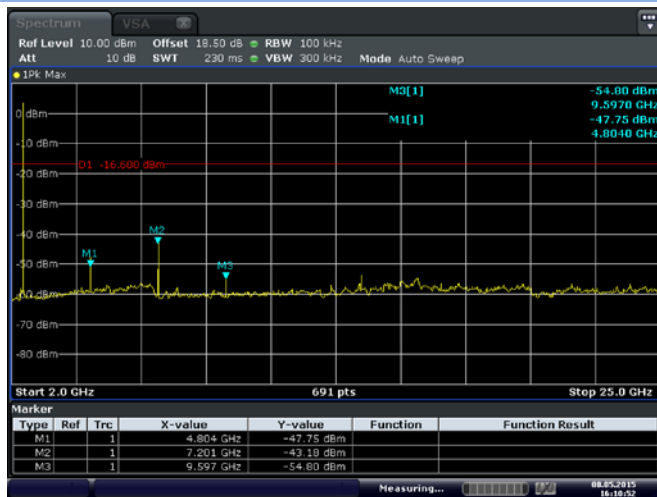 Spectrum VSA
Ref Level 10.00 dBm Offset 18.50 dB RBW 100 kHz
Att 10 dB SWT 230 ms VBW 300 kHz Mode Auto Sweep
1Pk Max
M3[1] -54.80 dBm
9.5970 GHz
0 dBm
M1[1] -47.75 dBm
4.8040 GHz
-10 dBm
D1 -16.600 dBm
-20 dBm
-30 dBm
-40 dBm
M2
M1
-50 dBm
M3
-60 dBm
-70 dBm
-80 dBm
Start 2.0 GHz 691 pts Stop 25.0 GHz
Marker
Type Ref Trc X-value Y-value Function Function Result
M1 1 4.804 GHz -47.75 dBm
M2 1 7.201 GHz -43.18 dBm
M3 1 9.597 GHz -54.80 dBm
Measuring... 08.05.2015
16:10:52